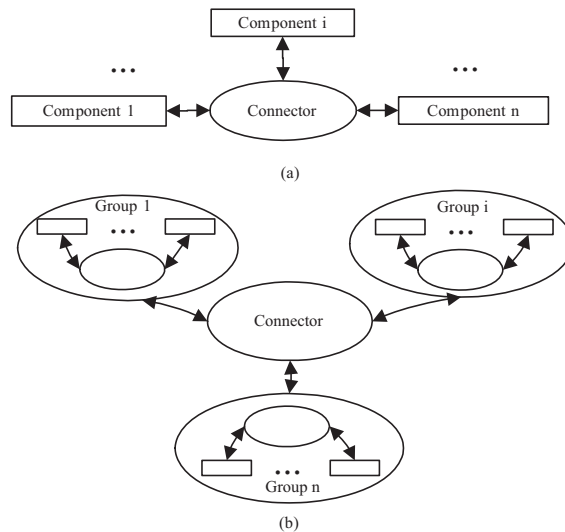 Component i
... ...
Component 1 Connector Component n
(a)
Group 1 Group i
... ...
Connector
...
Group n
(b)